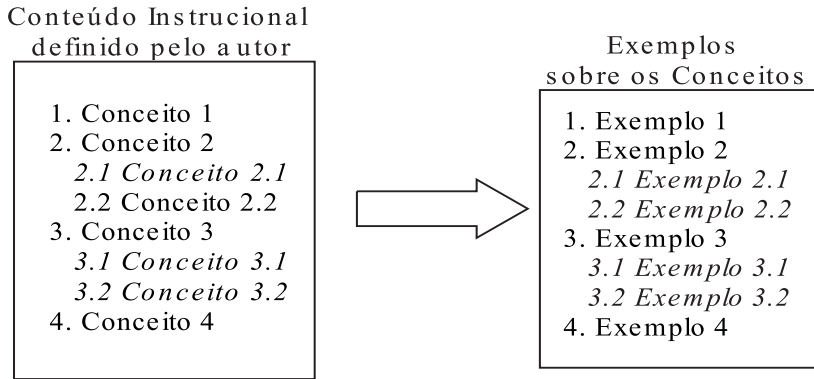 Conteúdo Instrucional
definido pelo autor
1. Conceito 1
2. Conceito 2
2.1 Conceito 2.1
2.2 Conceito 2.2
3. Conceito 3
3.1 Conceito 3.1
3.2 Conceito 3.2
4. Conceito 4
Exemplos
sobre os Conceitos
1. Exemplo 1
2. Exemplo 2
2.1 Exemplo 2.1
2.2 Exemplo 2.2
3. Exemplo 3
3.1 Exemplo 3.1
3.2 Exemplo 3.2
4. Exemplo 4